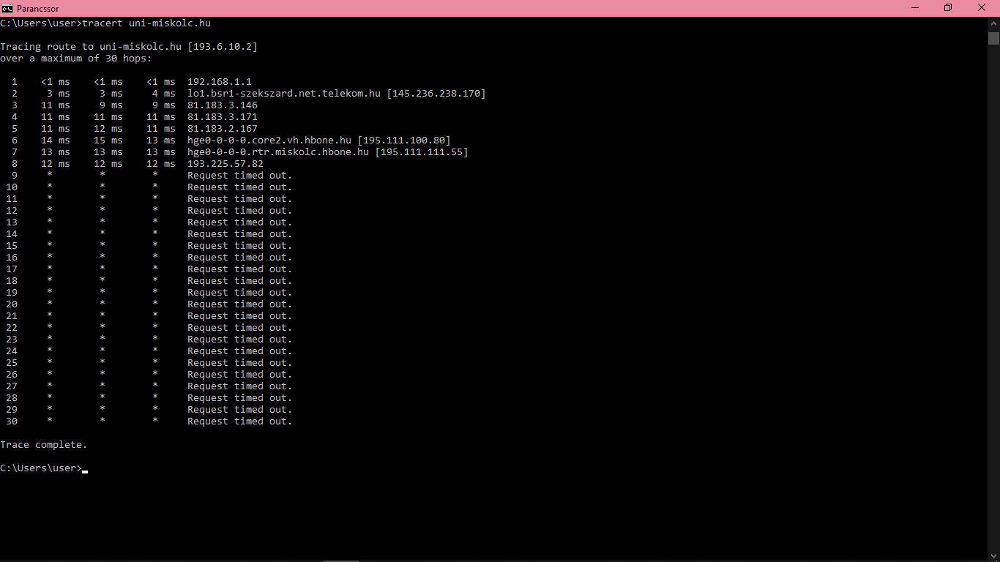 Parancssor
C:\Users\user>tracert uni-miskolc.hu
Tracing route to uni-miskolc.hu [193.6.10.2]
over a maximum of 30 hops:
1 <1 ms <1 ms <1 ms 192.168.1.1
2 3 ms 3 ms 4 ms lo1.bsr1-szekszard.net.telekom.hu [145.236.238.170]
3 11 ms 9 ms 9 ms 81.183.3.146
4 11 ms 11 ms 11 ms 81.183.3.171
5 11 ms 12 ms 11 ms 81.183.2.167
6 14 ms 15 ms 13 ms hge0-0-0-0.core2.vh.hbone.hu [195.111.100.80]
7 13 ms 13 ms 13 ms hge0-0-0-0.rtr.miskolc.hbone.hu [195.111.111.55]
8 12 ms 12 ms 12 ms 193.225.57.82
9 * * * Request timed out.
10 * * * Request timed out.
11 * * * Request timed out.
12 * * * Request timed out.
13 * * * Request timed out.
14 * * * Request timed out.
15 * * * Request timed out.
16 * * * Request timed out.
17 * * * Request timed out.
18 * * * Request timed out.
19 * * * Request timed out.
20 * * * Request timed out.
21 * * * Request timed out.
22 * * * Request timed out.
23 * * * Request timed out.
24 * * * Request timed out.
25 * * * Request timed out.
26 * * * Request timed out.
27 * * * Request timed out.
28 * * * Request timed out.
29 * * * Request timed out.
30 * * * Request timed out.
Trace complete.
C:\Users\user>